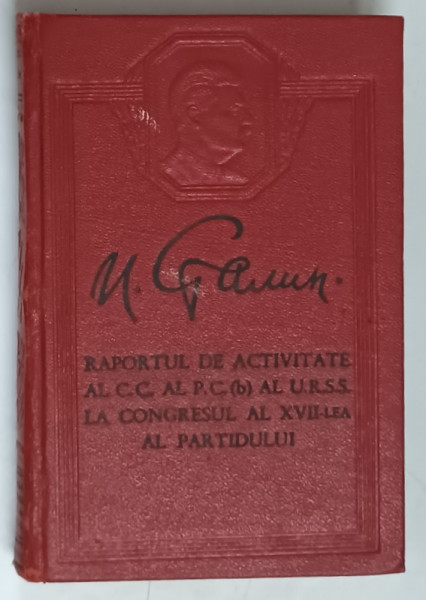 И. Сталин.
RAPORTUL DE ACTIVITATE
AL C.C. AL P.C.(b) AL U.R.S.S.
LA CONGRESUL AL XVII-LEA
AL PARTIDULUI